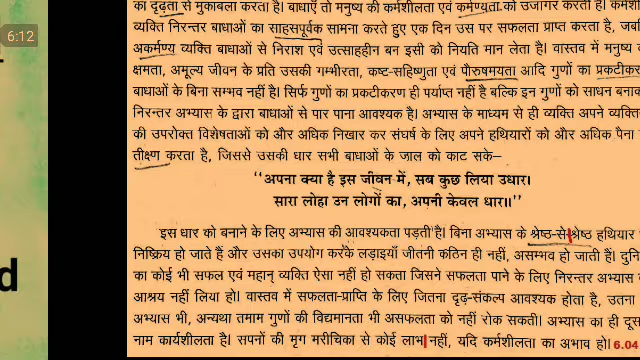 6:12
का दृढ़ता से मुकाबला करता है। बाधाएँ तो मनुष्य की कर्मशीलता एवं कर्मण्यता को उजागर करती हैं।
व्यक्ति निरन्तर बाधाओं का साहसपूर्वक सामना करते हुए एक दिन उस पर सफलता प्राप्त करता है,
अकर्मण्य व्यक्ति बाधाओं से निराश एवं उत्साहहीन बन इसी को नियति मान लेता है। वास्तव में मनुष्य
क्षमता, अमूल्य जीवन के प्रति उसकी गम्भीरता, कष्ट-सहिष्णुता एवं पौरुषमयता आदि गुणों का
बाधाओं के बिना सम्भव नहीं है। सिर्फ गुणों का प्रकटीकरण ही पर्याप्त नहीं है बल्कि इन गुणों को साधन
निरन्तर अभ्यास के द्वारा बाधाओं से पार पाना आवश्यक है। अभ्यास के माध्यम से ही व्यक्ति अपने
की उपरोक्त विशेषताओं को और अधिक निखार कर संघर्ष के लिए अपने हथियारों को और अधिक पैना
तीक्ष्ण करता है, जिससे उसकी धार सभी बाधाओं के जाल को काट सके–
‘‘अपना क्या है इस जीवन में, सब कुछ लिया उधार।
सारा लोहा उन लोगों का, अपनी केवल धार॥’’
इस धार को बनाने के लिए अभ्यास की आवश्यकता पड़ती है। बिना अभ्यास के श्रेष्ठ-से-श्रेष्ठ हथियार
निष्क्रिय हो जाते हैं और उसका उपयोग करके लड़ाइयाँ जीतनी कठिन ही नहीं, असम्भव हो जाती हैं।
का कोई भी सफल एवं महान् व्यक्ति ऐसा नहीं हो सकता जिसने सफलता पाने के लिए निरन्तर अभ्यास
आश्रय नहीं लिया हो। वास्तव में सफलता-प्राप्ति के लिए जितना दृढ़-संकल्प आवश्यक होता है, उतना
अभ्यास भी, अन्यथा तमाम गुणों की विद्यमानता भी असफलता को नहीं रोक सकती। अभ्यास का ही
नाम कार्यशीलता है। सपनों की मृग मरीचिका से कोई लाभ नहीं, यदि कर्मशीलता का अभाव हो। 6.04
d